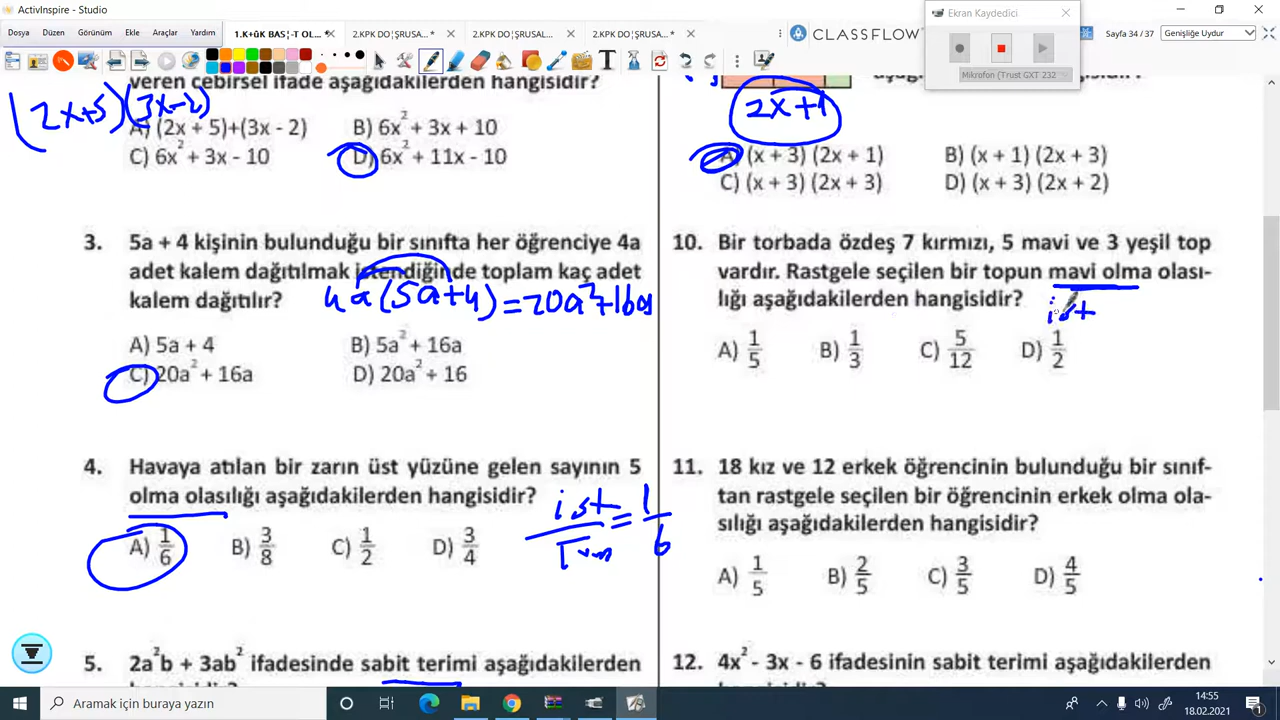 ActivInspire - Studio
Ekran Kaydedici
Dosya Düzen Görünüm Ekle Araçlar Yardım
1.K+ûK BAS¦-T OL...
2.KPK DO¦ŞRUSA...
2.KPK DO¦ŞRUSAL...
2.KPK DO¦ŞRUSA...
CLASSFLOW
Sayfa 34 / 37
Genişliğe Uydur
Mikrofon (Trust GXT 232
veren cebirsel ifade aşağıdakilerden hangisidir?
(2x+5)(3x-2)
A) (2x + 5)+(3x - 2) B) 6x² + 3x + 10
C) 6x² + 3x - 10 D) 6x² + 11x - 10
3. 5a + 4 kişinin bulunduğu bir sınıfta her öğrenciye 4a
adet kalem dağıtılmak istendiğinde toplam kaç adet
kalem dağıtılır?
4a(5a+4)=20a²+16a
A) 5a + 4 B) 5a² + 16a
C) 20a² + 16a D) 20a² + 16
4. Havaya atılan bir zarın üst yüzüne gelen sayının 5
olma olasılığı aşağıdakilerden hangisidir?
ist/Tüm = 1/6
A) 1/6 B) 3/8 C) 1/2 D) 3/4
5. 2a²b + 3ab² ifadesinde sabit terimi aşağıdakilerden
2x+1
A) (x + 3) (2x + 1) B) (x + 1) (2x + 3)
C) (x + 3) (2x + 3) D) (x + 3) (2x + 2)
10. Bir torbada özdeş 7 kırmızı, 5 mavi ve 3 yeşil top
vardır. Rastgele seçilen bir topun mavi olma olası-
lığı aşağıdakilerden hangisidir?
ist
A) 1/5 B) 1/3 C) 5/12 D) 1/2
11. 18 kız ve 12 erkek öğrencinin bulunduğu bir sınıf-
tan rastgele seçilen bir öğrencinin erkek olma ola-
sılığı aşağıdakilerden hangisidir?
A) 1/5 B) 2/5 C) 3/5 D) 4/5
12. 4x² - 3x - 6 ifadesinin sabit terimi aşağıdakilerden
Aramak için buraya yazın
14:55
18.02.2021